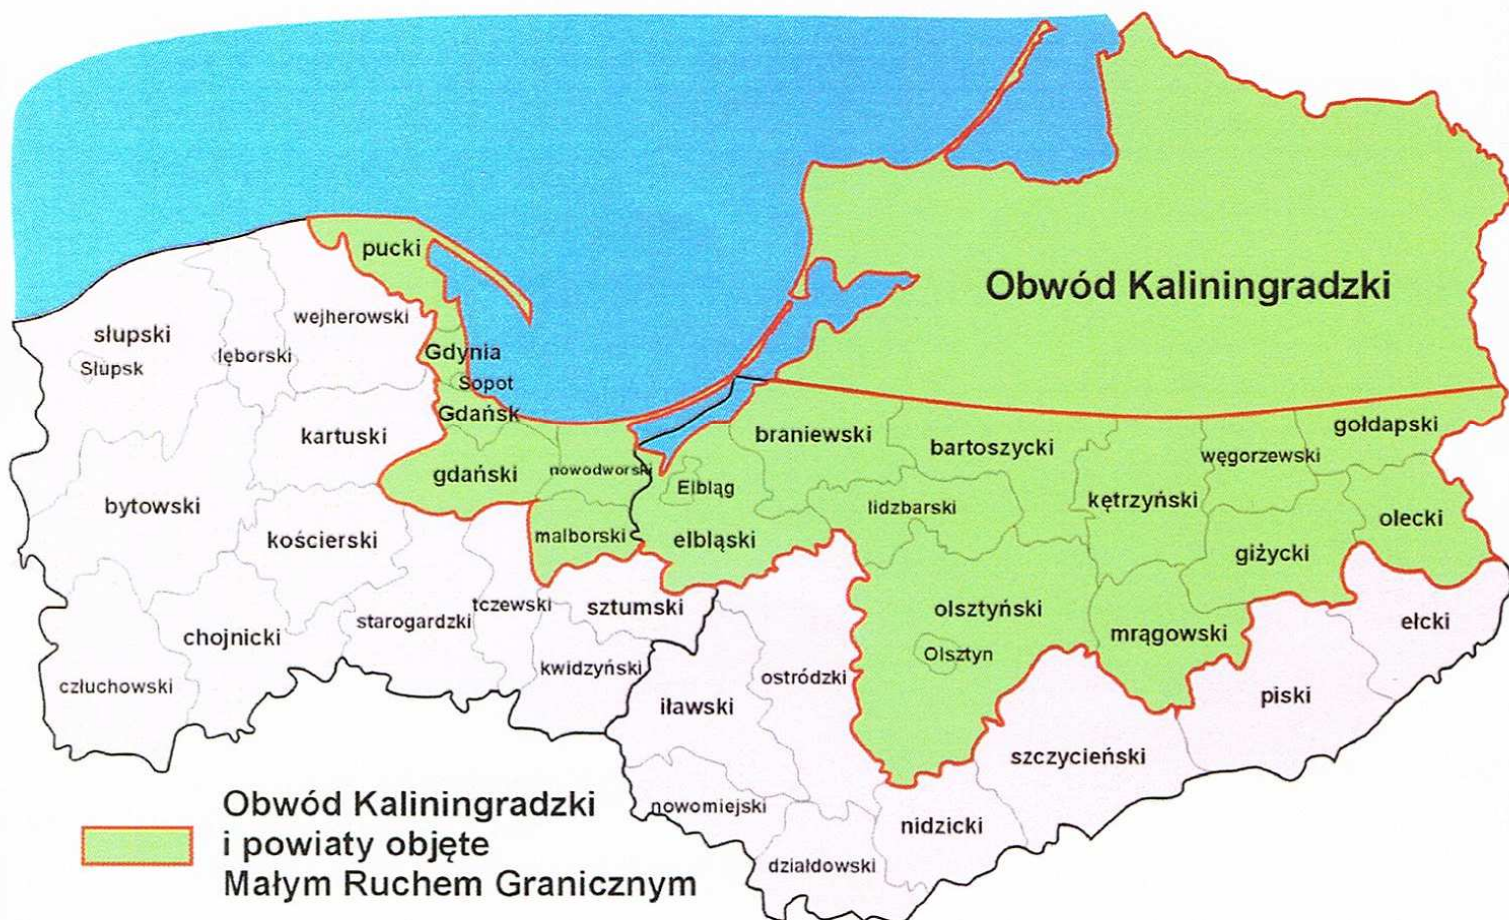 pucki
Obwód Kaliningradzki
wejherowski
słupski
Słupsk
lęborski
Gdynia
Sopot
Gdańsk
kartuski
braniewski
bartoszycki
gołdapski
węgorzewski
gdański
nowodworski
Elbląg
lidzbarski
kętrzyński
olecki
bytowski
kościerski
malborski
elbląski
giżycki
chojnicki
starogardzki
tczewski
sztumski
olsztyński
Olsztyn
mrągowski
ełcki
człuchowski
kwidzyński
iławski
ostródzki
piski
szczycieński
nowomiejski
nidzicki
działdowski
Obwód Kaliningradzki
i powiaty objęte
Małym Ruchem Granicznym